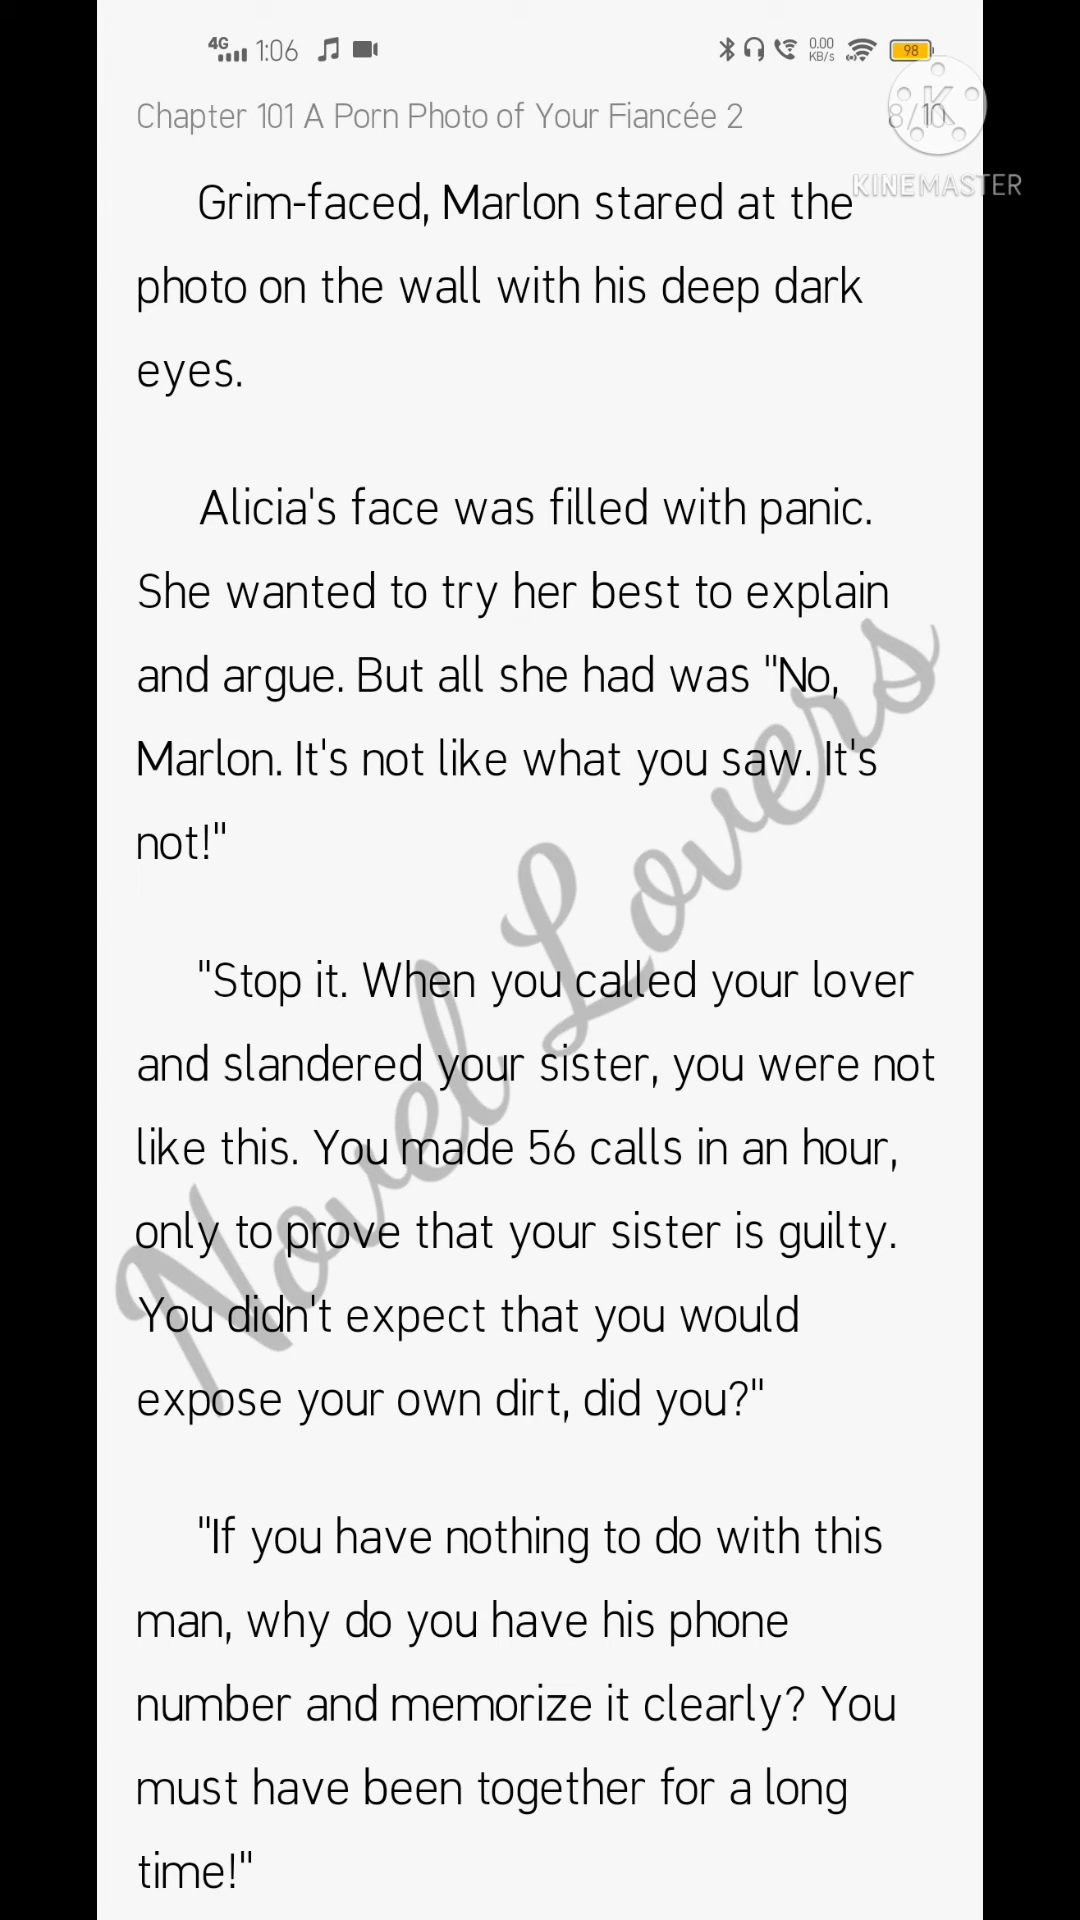 4G 1:06 0.00 KB/s 98
Chapter 101 A Porn Photo of Your Fiancée 2 8/10
K
KINEMASTER
Grim-faced, Marlon stared at the
photo on the wall with his deep dark
eyes.
Alicia's face was filled with panic.
She wanted to try her best to explain
and argue. But all she had was "No,
Marlon. It's not like what you saw. It's
not!"
"Stop it. When you called your lover
and slandered your sister, you were not
like this. You made 56 calls in an hour,
only to prove that your sister is guilty.
You didn't expect that you would
expose your own dirt, did you?"
"If you have nothing to do with this
man, why do you have his phone
number and memorize it clearly? You
must have been together for a long
time!"
Novel Lovers